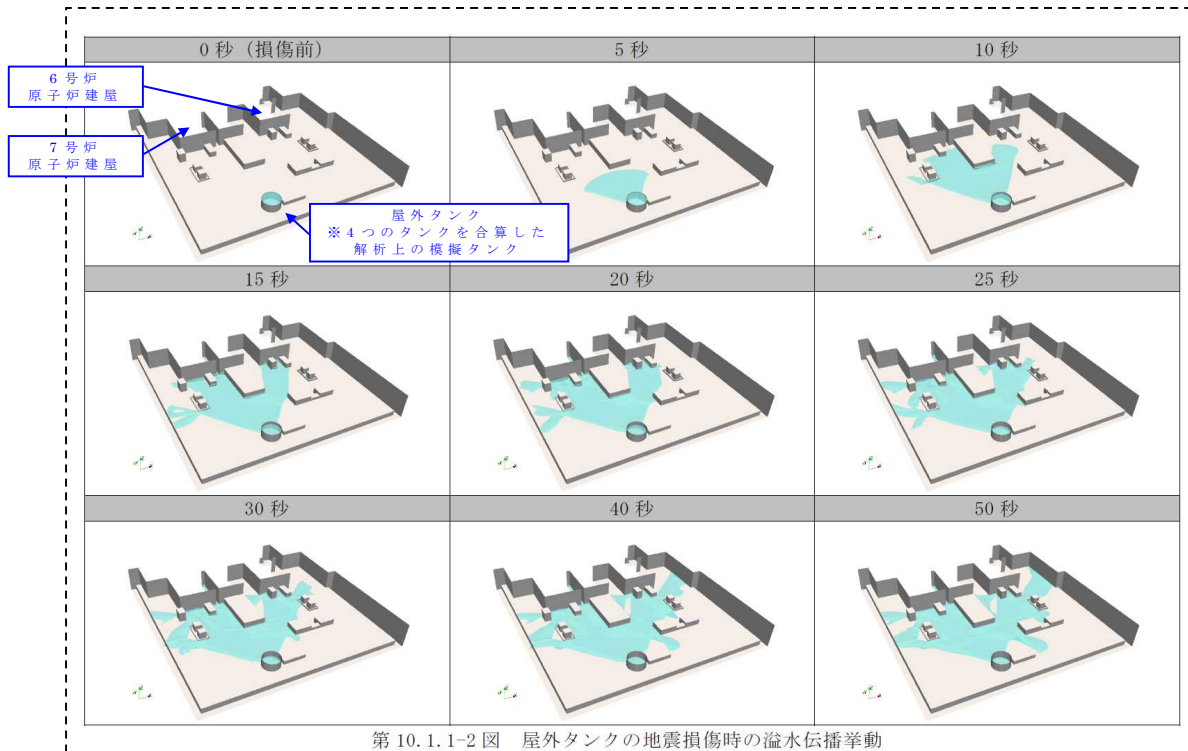 0秒（損傷前）
5秒
10秒
6号炉
原子炉建屋
7号炉
原子炉建屋
屋外タンク
※4つのタンクを合算した
解析上の模擬タンク
15秒
20秒
25秒
30秒
40秒
50秒
第10.1.1-2図　屋外タンクの地震損傷時の溢水伝播挙動